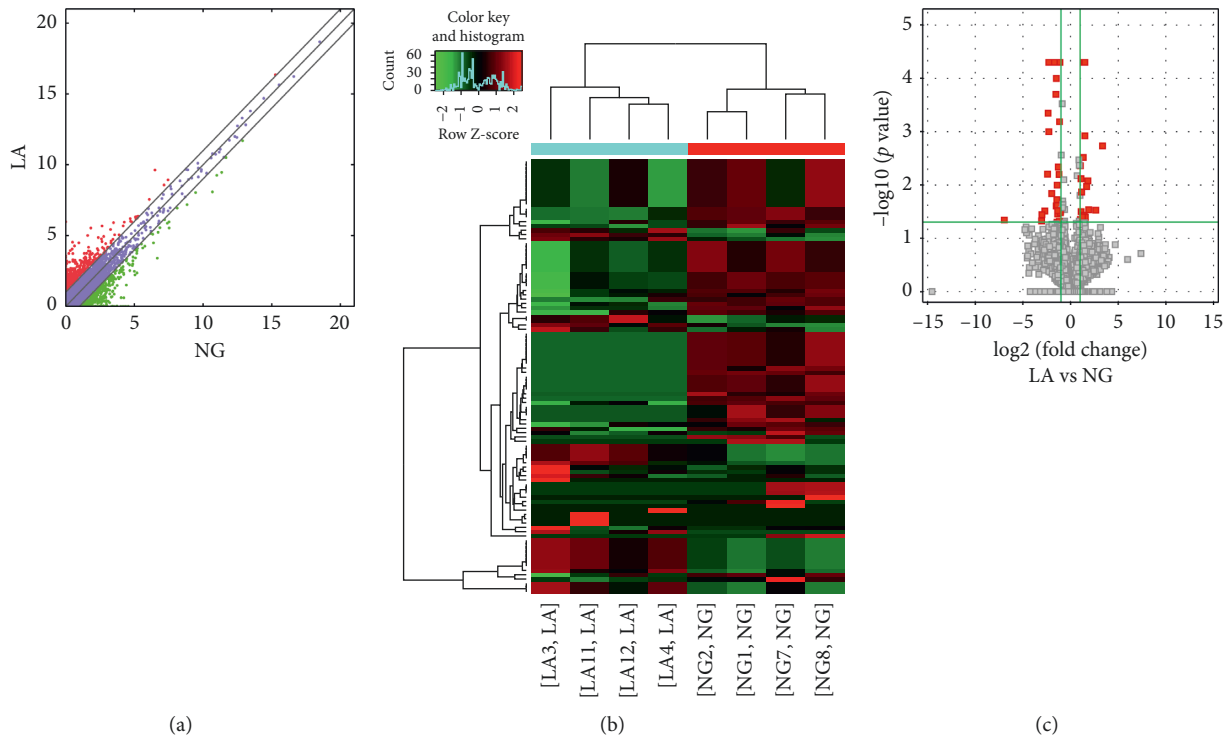 21
20
15
10
5
0
LA
0
5
10
15
20
NG
(a)
Color key
and histogram
60
30
0
Count
−2
−1
0
1
2
Row Z-score
[LA3, LA]
[LA11, LA]
[LA12, LA]
[LA4, LA]
[NG2, NG]
[NG1, NG]
[NG7, NG]
[NG8, NG]
(b)
5
4
3
2
1
0
−log10 (p value)
−15
−10
−5
0
5
10
15
log2 (fold change)
LA vs NG
(c)